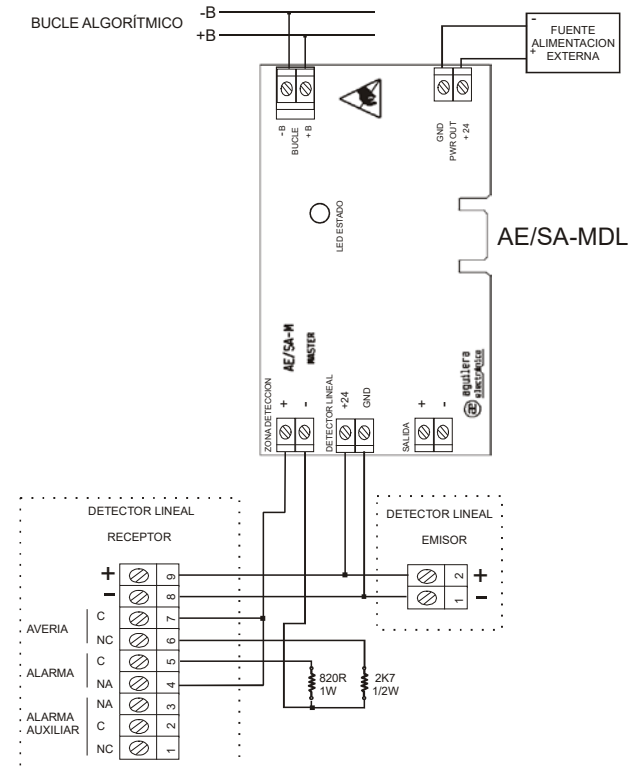 BUCLE ALGORÍTMICO
-B
+B
-
+
FUENTE
ALIMENTACION
EXTERNA
-B
BUCLE
+ B
GND
PWR OUT
+ 24
LED ESTADO
AE/SA-MDL
AE/SA-M
MASTER
aguilera
electrónica
ae
ZONA DETECCION
+
-
DETECTOR LINEAL
+24
GND
SALIDA
+
-
DETECTOR LINEAL
RECEPTOR
+
9
-
8
AVERIA
C
7
NC
6
ALARMA
C
5
NA
4
ALARMA
AUXILIAR
NA
3
C
2
NC
1
820R
1W
2K7
1/2W
DETECTOR LINEAL
EMISOR
2
+
1
-